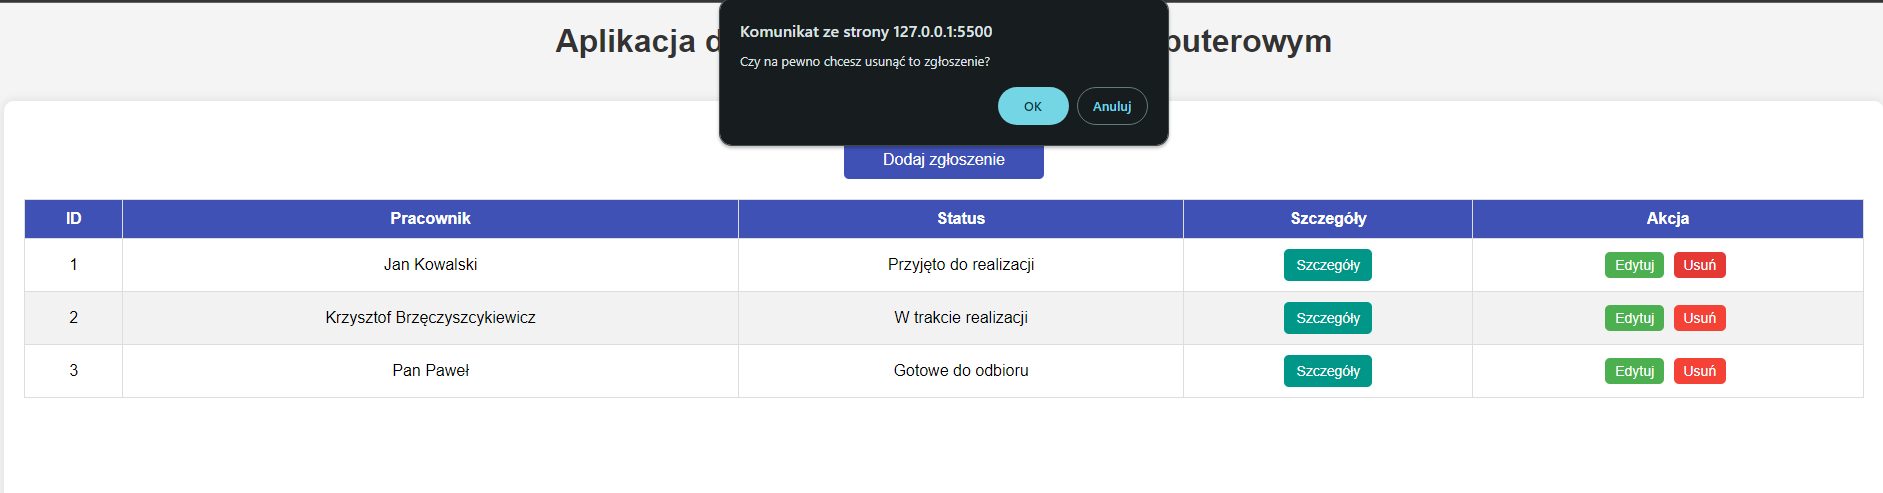 Aplikacja d
puterowym
Komunikat ze strony 127.0.0.1:5500
Czy na pewno chcesz usunąć to zgłoszenie?
OK Anuluj
Dodaj zgłoszenie
ID Pracownik Status Szczegóły Akcja
1 Jan Kowalski Przyjęto do realizacji Szczegóły Edytuj Usuń
2 Krzysztof Brzęczyszcykiewicz W trakcie realizacji Szczegóły Edytuj Usuń
3 Pan Paweł Gotowe do odbioru Szczegóły Edytuj Usuń